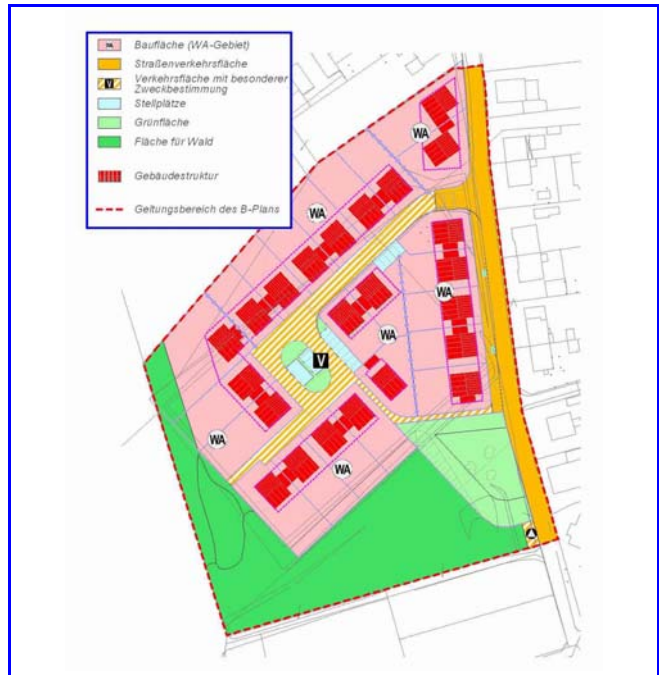 WA Baufläche (WA-Gebiet)
Straßenverkehrsfläche
V Verkehrsfläche mit besonderer
Zweckbestimmung
Stellplätze
Grünfläche
Fläche für Wald
Gebäudestruktur
Geltungsbereich des B-Plans
WA
WA
WA
WA
V
WA
WA